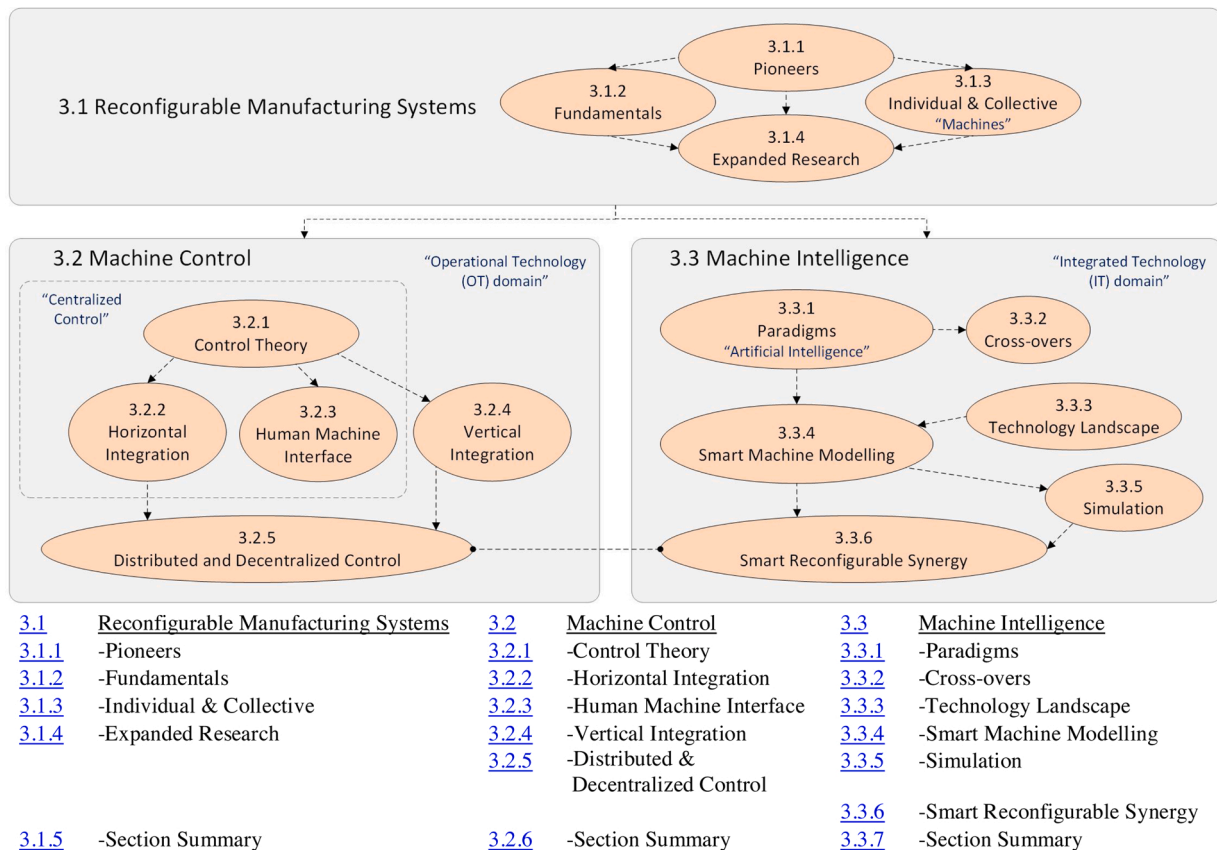 3.1 Reconfigurable Manufacturing Systems
3.1.1
Pioneers
3.1.2
Fundamentals
3.1.3
Individual & Collective
“Machines”
3.1.4
Expanded Research
3.2 Machine Control
“Operational Technology
(OT) domain”
“Centralized
Control”
3.2.1
Control Theory
3.2.2
Horizontal
Integration
3.2.3
Human Machine
Interface
3.2.4
Vertical
Integration
3.2.5
Distributed and Decentralized Control
3.3 Machine Intelligence
“Integrated Technology
(IT) domain”
3.3.1
Paradigms
“Artificial Intelligence”
3.3.2
Cross-overs
3.3.3
Technology Landscape
3.3.4
Smart Machine Modelling
3.3.5
Simulation
3.3.6
Smart Reconfigurable Synergy
3.1 Reconfigurable Manufacturing Systems
3.1.1 -Pioneers
3.1.2 -Fundamentals
3.1.3 -Individual & Collective
3.1.4 -Expanded Research
3.1.5 -Section Summary
3.2 Machine Control
3.2.1 -Control Theory
3.2.2 -Horizontal Integration
3.2.3 -Human Machine Interface
3.2.4 -Vertical Integration
3.2.5 -Distributed &
Decentralized Control
3.2.6 -Section Summary
3.3 Machine Intelligence
3.3.1 -Paradigms
3.3.2 -Cross-overs
3.3.3 -Technology Landscape
3.3.4 -Smart Machine Modelling
3.3.5 -Simulation
3.3.6 -Smart Reconfigurable Synergy
3.3.7 -Section Summary